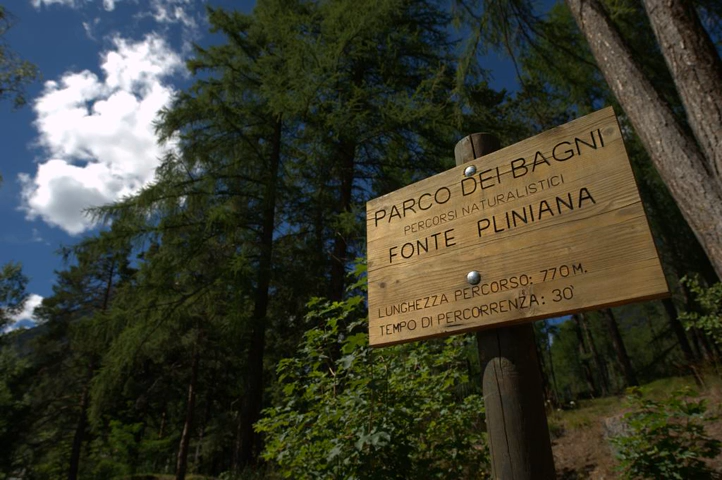 PARCO DEI BAGNI
PERCORSI NATURALISTICI
FONTE PLINIANA
LUNGHEZZA PERCORSO: 770 M.
TEMPO DI PERCORRENZA: 30'